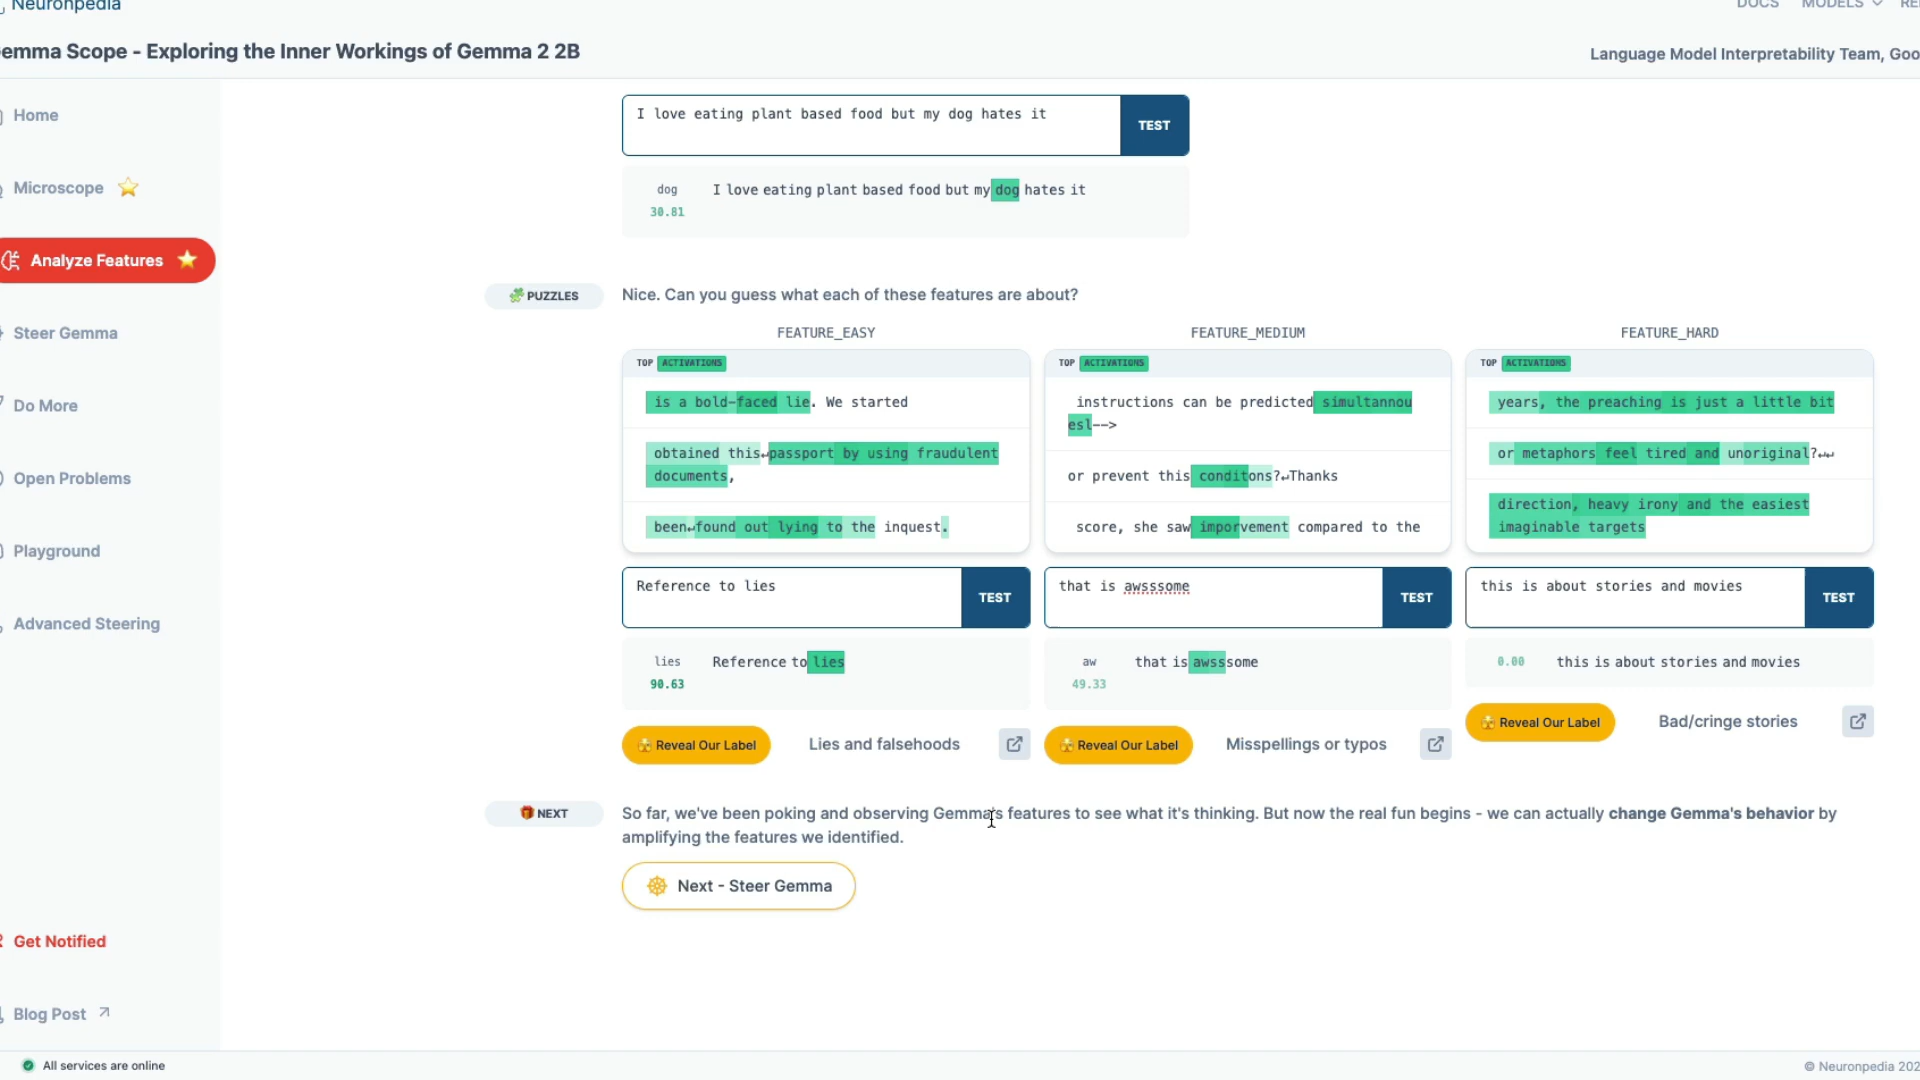 Neuronpedia
DOCS MODELS
emma Scope - Exploring the Inner Workings of Gemma 2 2B
Language Model Interpretability Team, Goo
Home
Microscope
Analyze Features
Steer Gemma
Do More
Open Problems
Playground
Advanced Steering
Get Notified
Blog Post
I love eating plant based food but my dog hates it
TEST
dog I love eating plant based food but my dog hates it
30.81
PUZZLES
Nice. Can you guess what each of these features are about?
FEATURE_EASY
TOP ACTIVATIONS
is a bold-faced lie. We started
obtained this↵passport by using fraudulent
documents,
been↵found out lying to the inquest.
Reference to lies
TEST
lies Reference to lies
90.63
Reveal Our Label
Lies and falsehoods
FEATURE_MEDIUM
TOP ACTIVATIONS
instructions can be predicted simultannou
esl-->
or prevent this conditons?↵Thanks
score, she saw imporvement compared to the
that is awsssome
TEST
aw that is awsssome
49.33
Reveal Our Label
Misspellings or typos
FEATURE_HARD
TOP ACTIVATIONS
years, the preaching is just a little bit
or metaphors feel tired and unoriginal?↵↵
direction, heavy irony and the easiest
imaginable targets
this is about stories and movies
TEST
0.00 this is about stories and movies
Reveal Our Label
Bad/cringe stories
NEXT
So far, we've been poking and observing Gemma's features to see what it's thinking. But now the real fun begins - we can actually change Gemma's behavior by
amplifying the features we identified.
Next - Steer Gemma
All services are online
© Neuronpedia 202